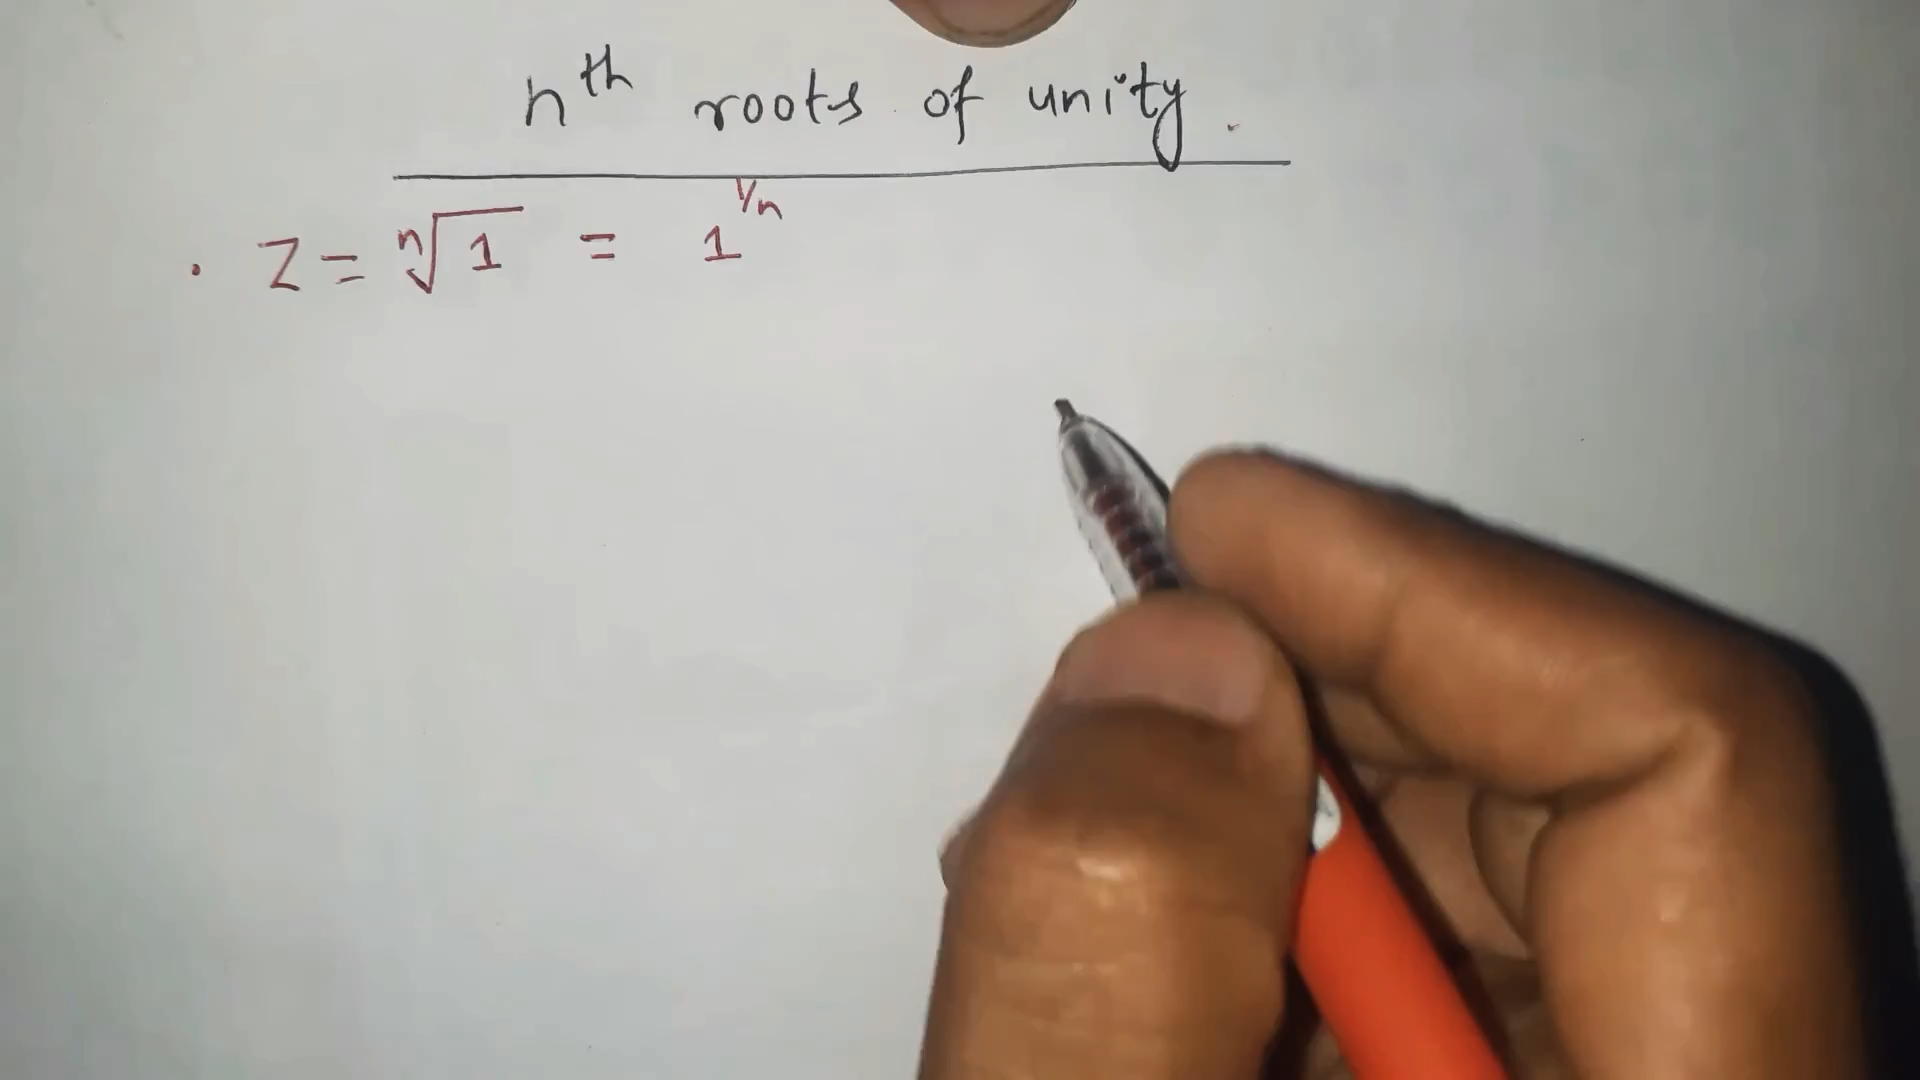 nᵗʰ roots of unity.
. Z = ⁿ√1 = 1^1/n